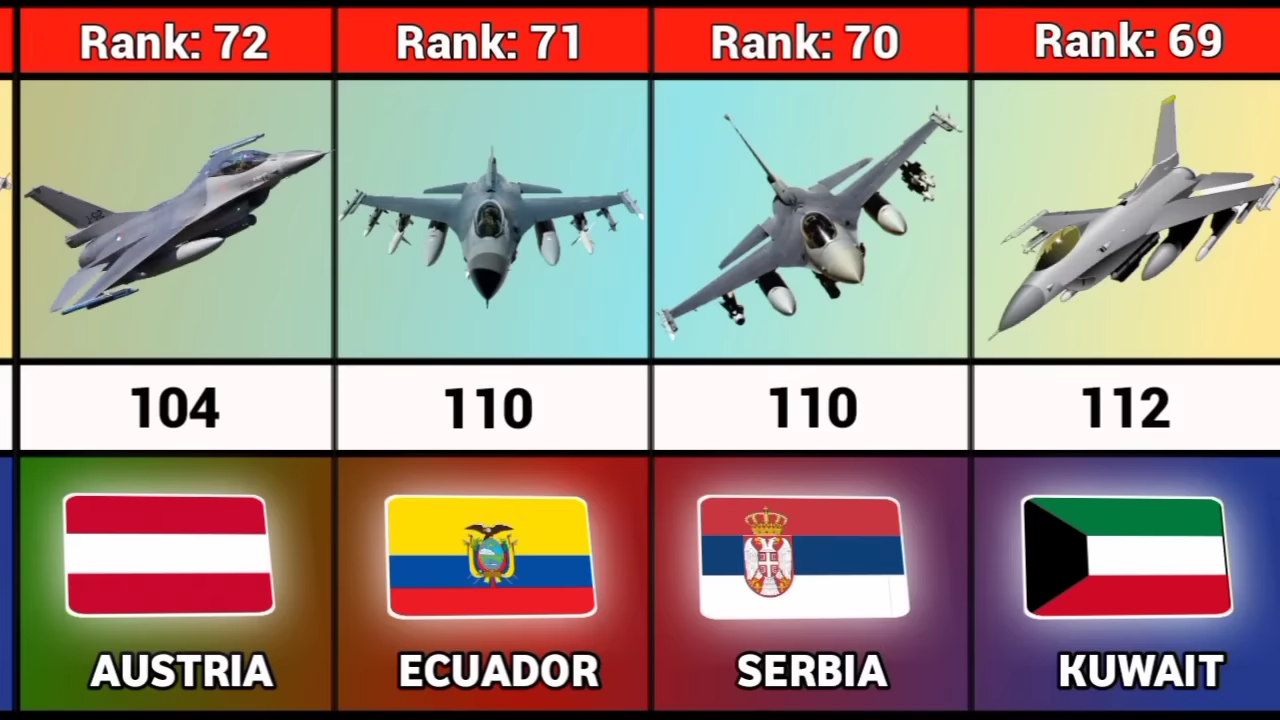 Rank: 72
Rank: 71
Rank: 70
Rank: 69
104
110
110
112
AUSTRIA
ECUADOR
SERBIA
KUWAIT